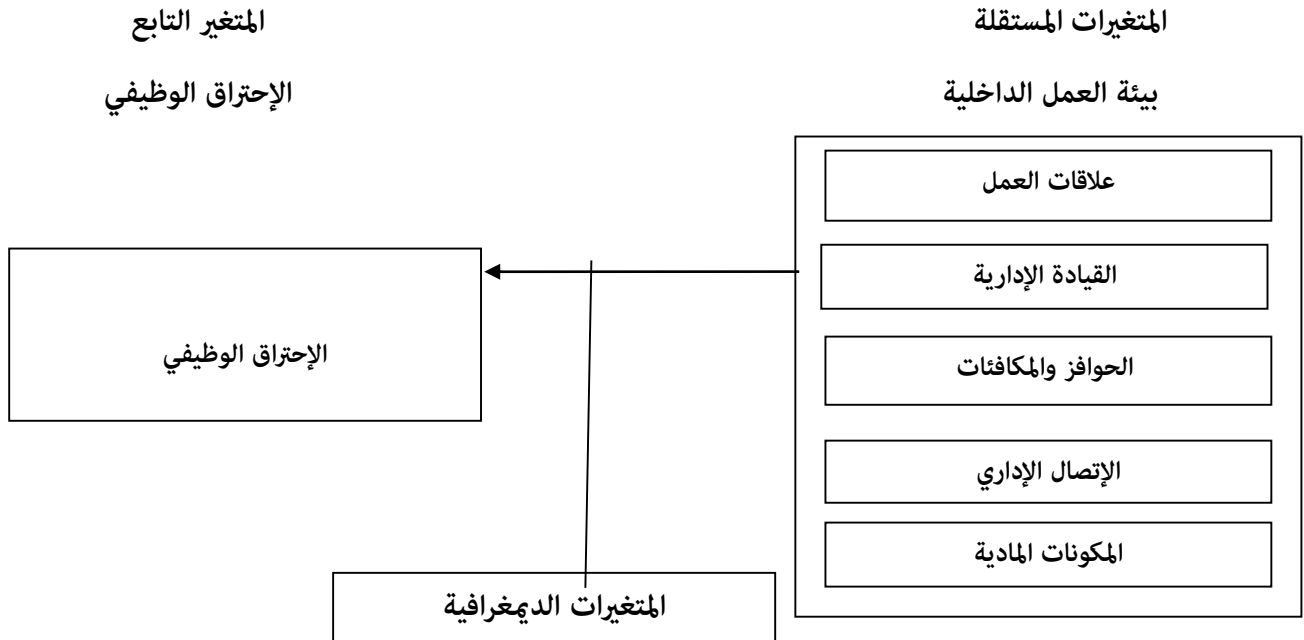 المتغيرات المستقلة
المتغير التابع
بيئة العمل الداخلية
الإحتراق الوظيفي
علاقات العمل
القيادة الإدارية
الحوافز والمكافئات
الإتصال الإداري
المكونات المادية
الإحتراق الوظيفي
المتغيرات الديمغرافية